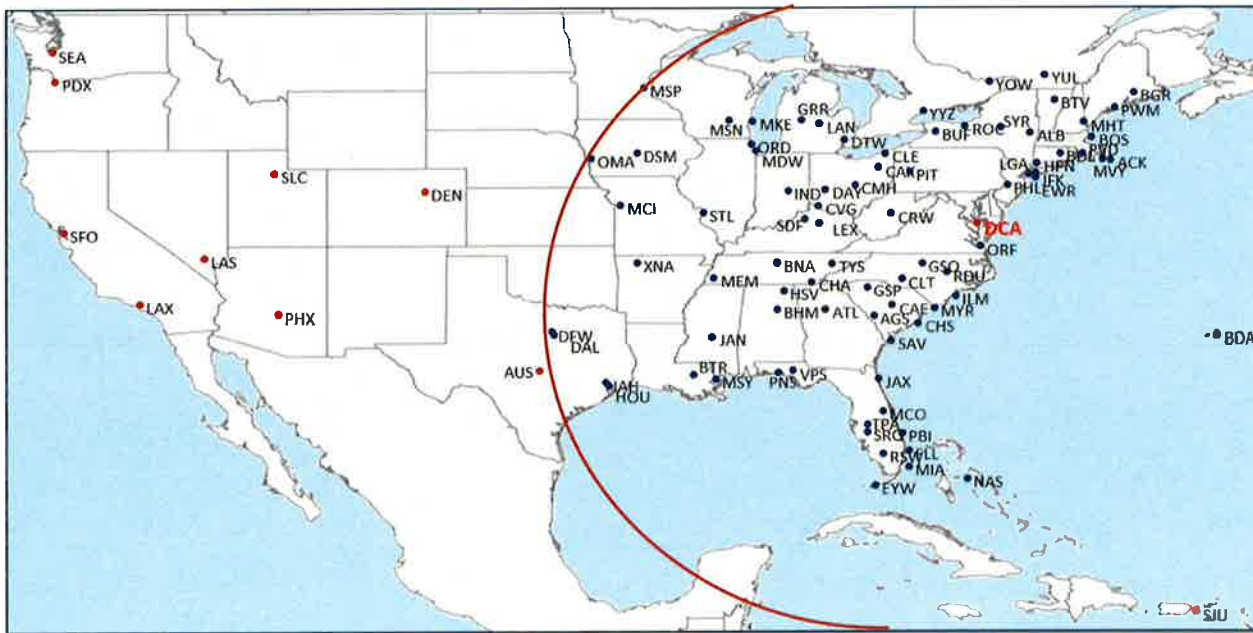 SEA
PDX
SLC
DEN
SFO
LAS
LAX
PHX
MSP
MSN
MKE
GRR
LAN
YYZ
YOW
YUL
BTV
BGR
PWM
BUF
ROC
SYR
ALB
MHT
BOS
OMA
DSM
ORD
MDW
DTW
CLE
CAK
PIT
LGA
HPN
BDL
PVD
ACK
MVY
JFK
EWR
PHL
MCI
STL
IND
DAY
CMH
CVG
SDF
LEX
CRW
DCA
ORF
XNA
MEM
BNA
TYS
GSO
RDU
CHA
HSV
GSP
CLT
ILM
BHM
ATL
AGS
CAE
MYR
CHS
DFW
DAL
JAN
SAV
BDA
AUS
IAH
HOU
BTR
MSY
PNS
VPS
JAX
MCO
TPA
SRQ
PBI
RSW
FLL
MIA
EYW
NAS
SJU